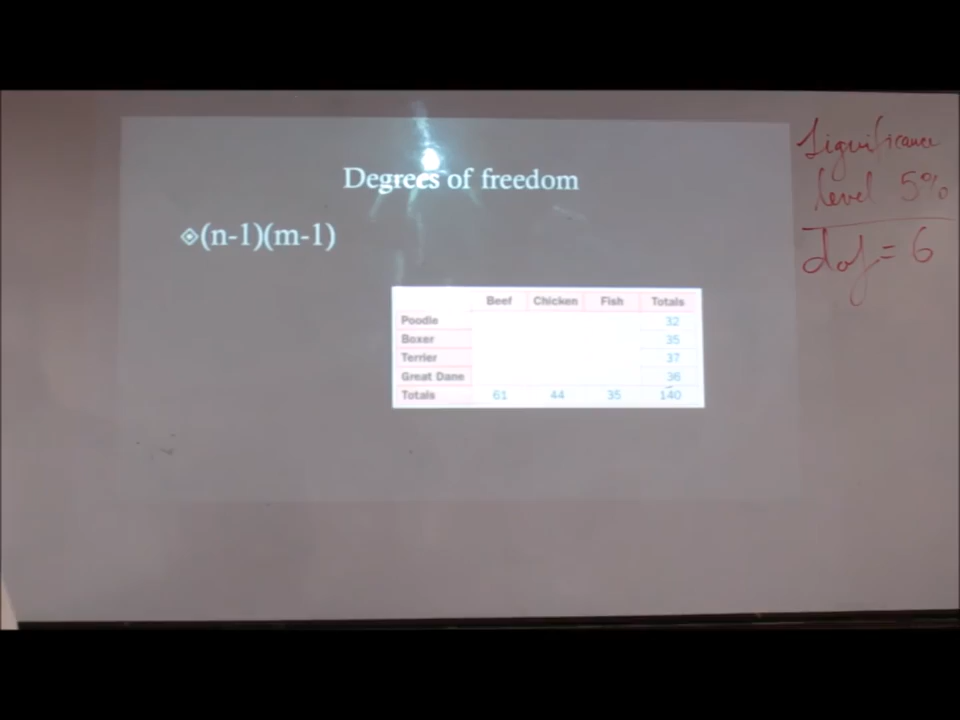 Degrees of freedom
(n-1)(m-1)
Beef Chicken Fish Totals
Poodle 32
Boxer 35
Terrier 37
Great Dane 36
Totals 61 44 35 140
Significance
level 5%
dof = 6